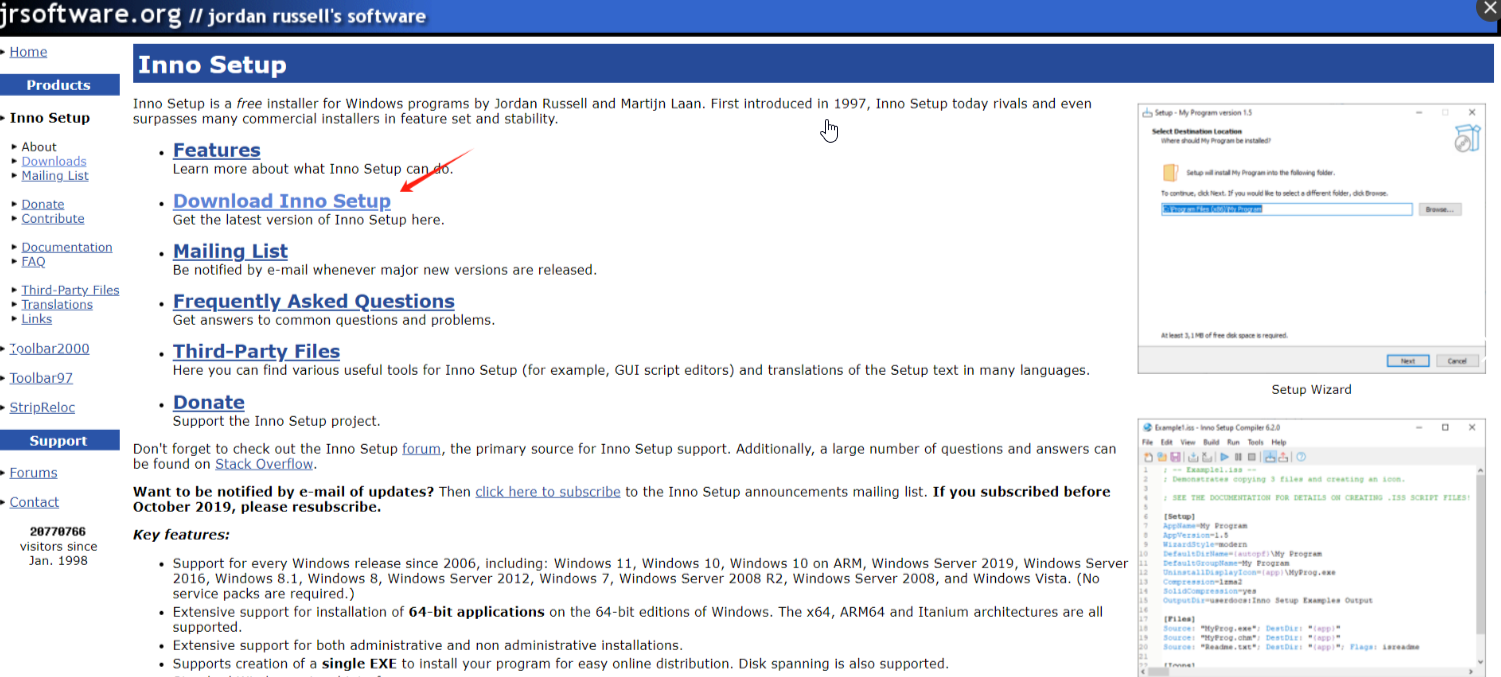 jrsoftware.org // jordan russell's software
Home
Products
Inno Setup
About
Downloads
Mailing List
Donate
Contribute
Documentation
FAQ
Third-Party Files
Translations
Links
Toolbar2000
Toolbar97
StripReloc
Support
Forums
Contact
20770766
visitors since
Jan. 1998
Inno Setup
Inno Setup is a free installer for Windows programs by Jordan Russell and Martijn Laan. First introduced in 1997, Inno Setup today rivals and even
surpasses many commercial installers in feature set and stability.
Features
Learn more about what Inno Setup can do.
Download Inno Setup
Get the latest version of Inno Setup here.
Mailing List
Be notified by e-mail whenever major new versions are released.
Frequently Asked Questions
Get answers to common questions and problems.
Third-Party Files
Here you can find various useful tools for Inno Setup (for example, GUI script editors) and translations of the Setup text in many languages.
Donate
Support the Inno Setup project.
Don't forget to check out the Inno Setup forum, the primary source for Inno Setup support. Additionally, a large number of questions and answers can
be found on Stack Overflow.
Want to be notified by e-mail of updates? Then click here to subscribe to the Inno Setup announcements mailing list. If you subscribed before
October 2019, please resubscribe.
Key features:
Support for every Windows release since 2006, including: Windows 11, Windows 10, Windows 10 on ARM, Windows Server 2019, Windows Server
2016, Windows 8.1, Windows 8, Windows Server 2012, Windows 7, Windows Server 2008 R2, Windows Server 2008, and Windows Vista. (No
service packs are required.)
Extensive support for installation of 64-bit applications on the 64-bit editions of Windows. The x64, ARM64 and Itanium architectures are all
supported.
Extensive support for both administrative and non administrative installations.
Supports creation of a single EXE to install your program for easy online distribution. Disk spanning is also supported.
Setup - My Program version 1.5
Select Destination Location
Where should My Program be installed?
Setup will install My Program into the following folder.
To continue, click Next. If you would like to select a different folder, click Browse.
C:\Program Files (x86)\My Program
Browse...
At least 3,1 MB of free disk space is required.
Next
Cancel
Setup Wizard
Example1.iss - Inno Setup Compiler 6.2.0
File Edit View Build Run Tools Help
1 ; -- Example1.iss --
2 ; Demonstrates copying 3 files and creating an icon.
3
4 ; SEE THE DOCUMENTATION FOR DETAILS ON CREATING .ISS SCRIPT FILES!
5
6 [Setup]
7 AppName=My Program
8 AppVersion=1.5
9 WizardStyle=modern
10 DefaultDirName={autopf}\My Program
11 DefaultGroupName=My Program
12 UninstallDisplayIcon={app}\MyProg.exe
13 Compression=lzma2
14 SolidCompression=yes
15 OutputDir=userdocs:Inno Setup Examples Output
16
17 [Files]
18 Source: "MyProg.exe"; DestDir: "{app}"
19 Source: "MyProg.chm"; DestDir: "{app}"
20 Source: "Readme.txt"; DestDir: "{app}"; Flags: isreadme
21
22 [Icons]